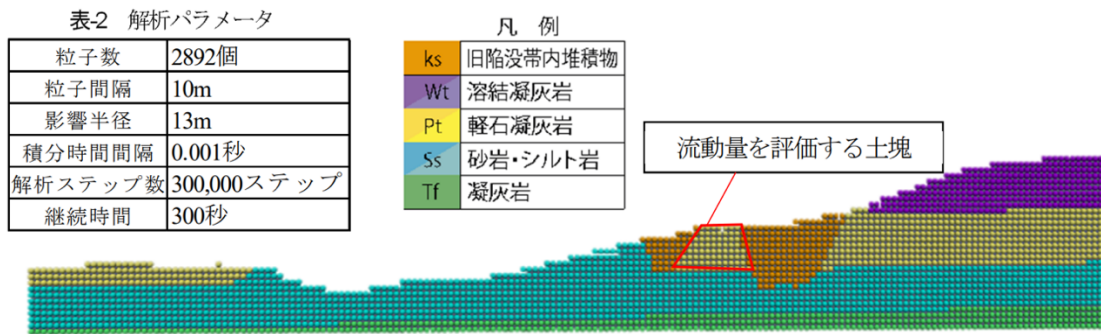 表-2 解析パラメータ
粒子数 2892個
粒子間隔 10m
影響半径 13m
積分時間間隔 0.001秒
解析ステップ数 300,000ステップ
継続時間 300秒
凡 例
ks 旧陥没帯内堆積物
Wt 溶結凝灰岩
Pt 軽石凝灰岩
Ss 砂岩・シルト岩
Tf 凝灰岩
流動量を評価する土塊